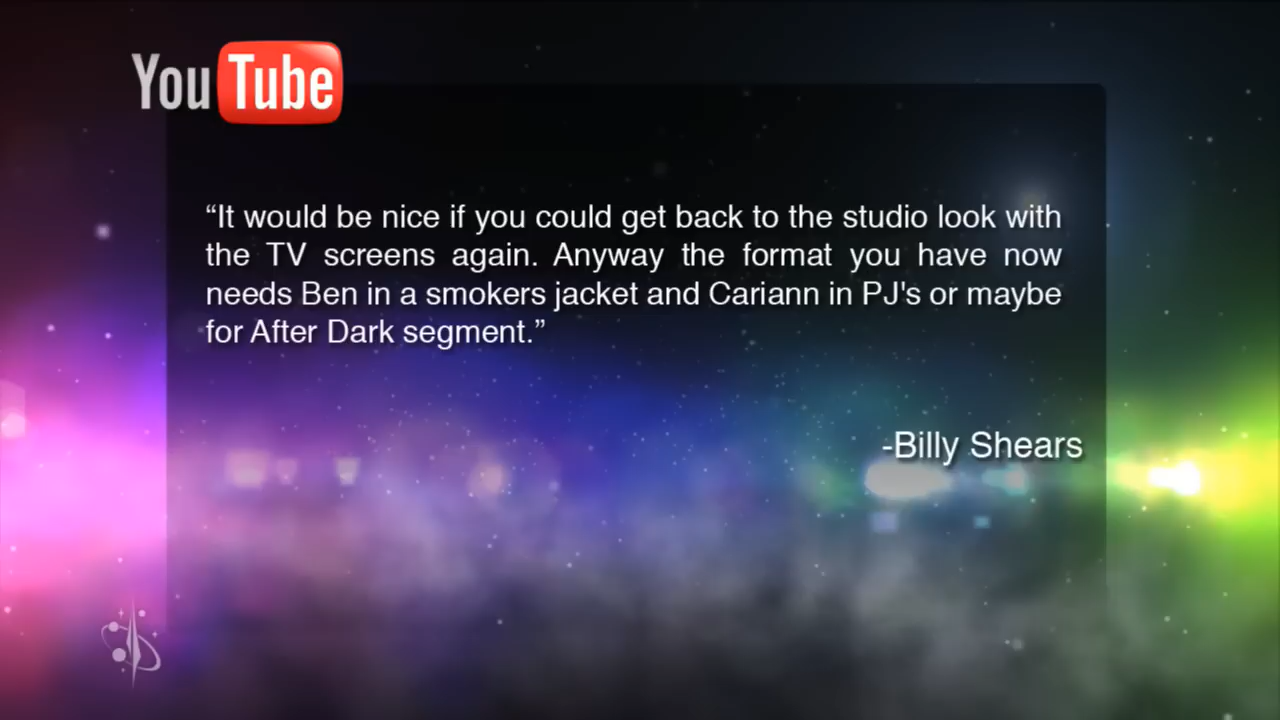 YouTube
“It would be nice if you could get back to the studio look with
the TV screens again. Anyway the format you have now
needs Ben in a smokers jacket and Cariann in PJ's or maybe
for After Dark segment.”
-Billy Shears